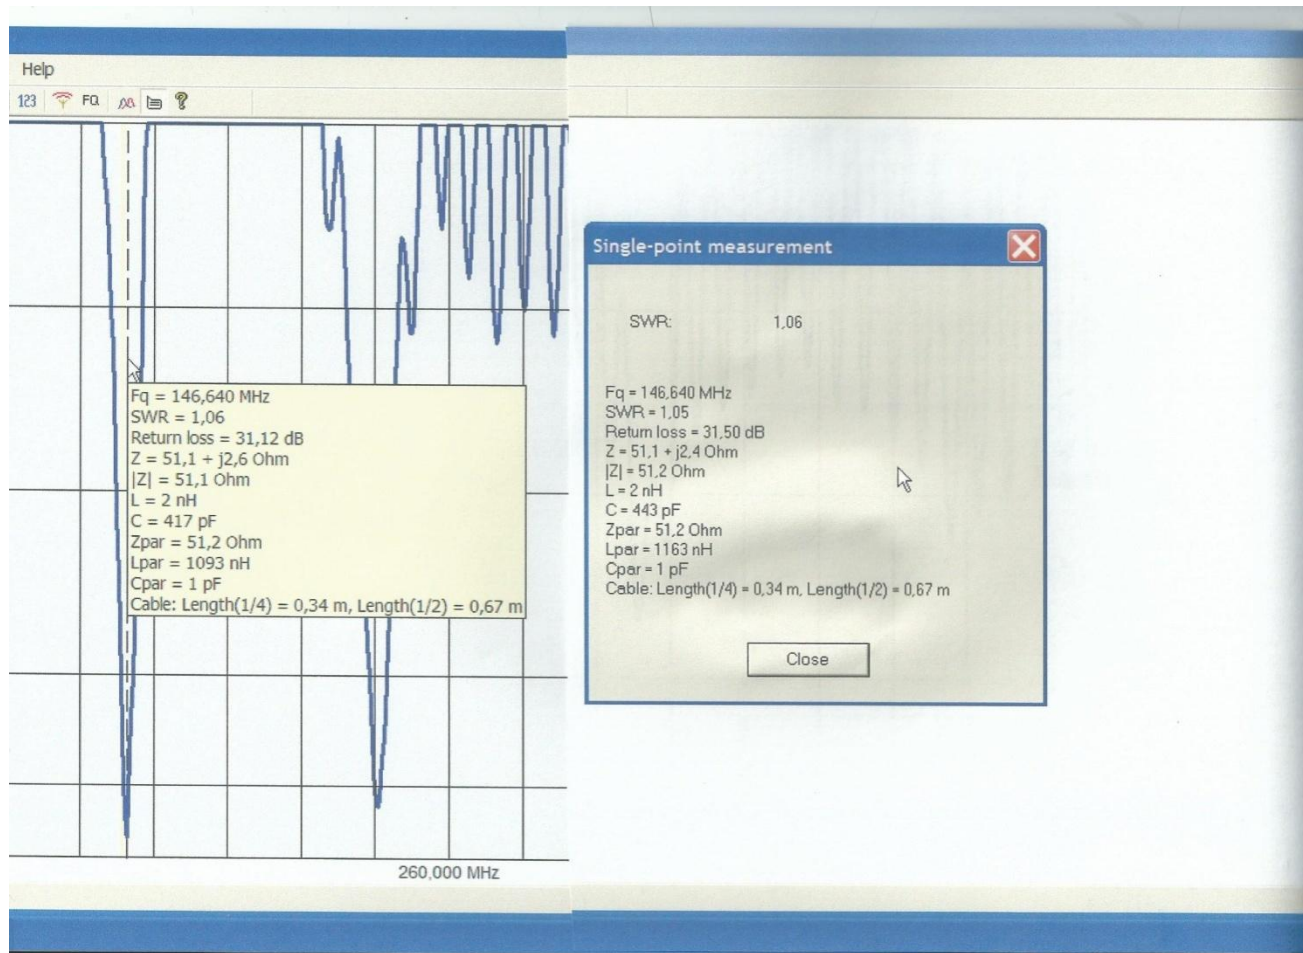 Help
123 FQ
Fq = 146,640 MHz
SWR = 1,06
Return loss = 31,12 dB
Z = 51,1 + j2,6 Ohm
|Z| = 51,1 Ohm
L = 2 nH
C = 417 pF
Zpar = 51,2 Ohm
Lpar = 1093 nH
Cpar = 1 pF
Cable: Length(1/4) = 0,34 m, Length(1/2) = 0,67 m
260,000 MHz
Single-point measurement
SWR: 1,06
Fq = 146,640 MHz
SWR = 1,05
Return loss = 31,50 dB
Z = 51,1 + j2,4 Ohm
|Z| = 51,2 Ohm
L = 2 nH
C = 443 pF
Zpar = 51,2 Ohm
Lpar = 1163 nH
Cpar = 1 pF
Cable: Length(1/4) = 0,34 m, Length(1/2) = 0,67 m
Close